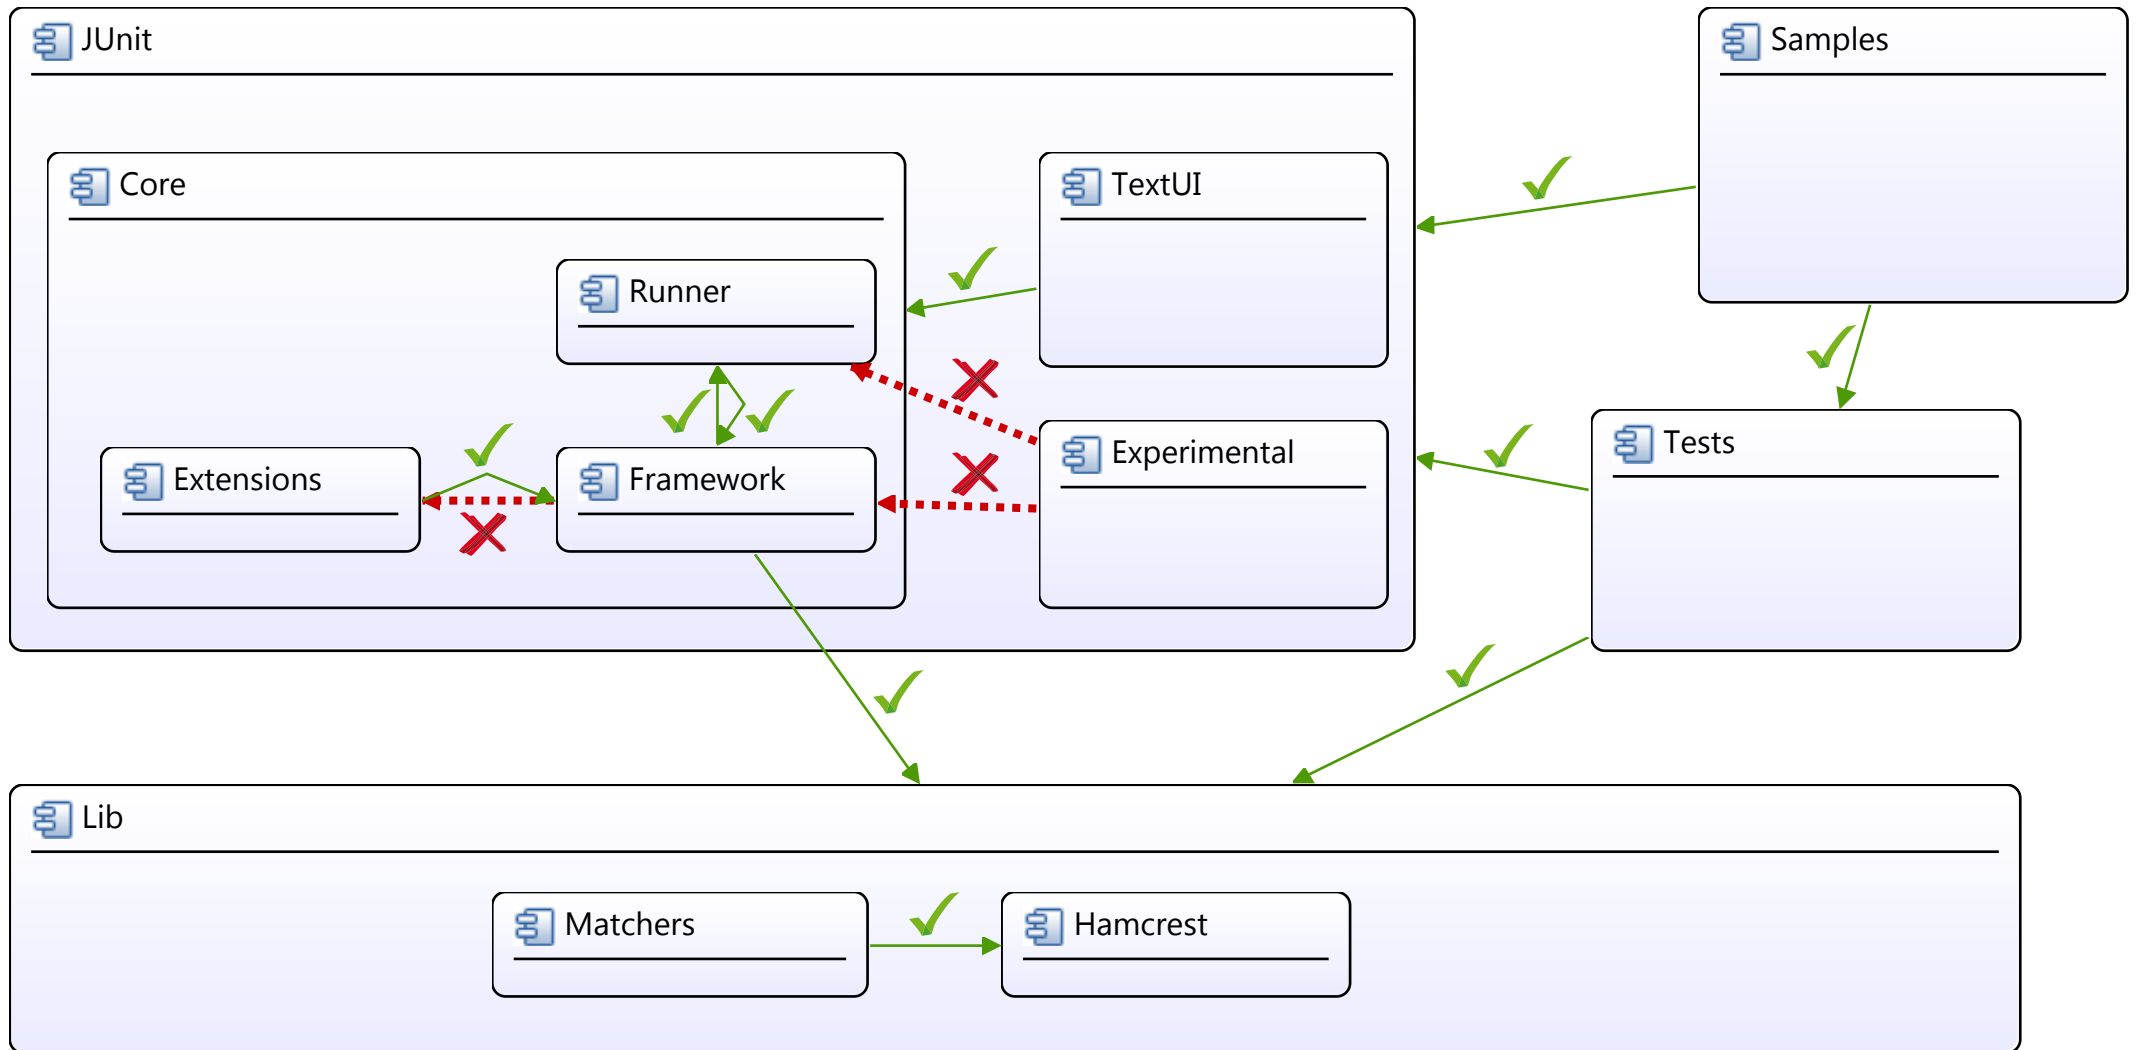 JUnit
Samples
Core
TextUI
Runner
Experimental
Tests
Extensions
Framework
Lib
Matchers
Hamcrest